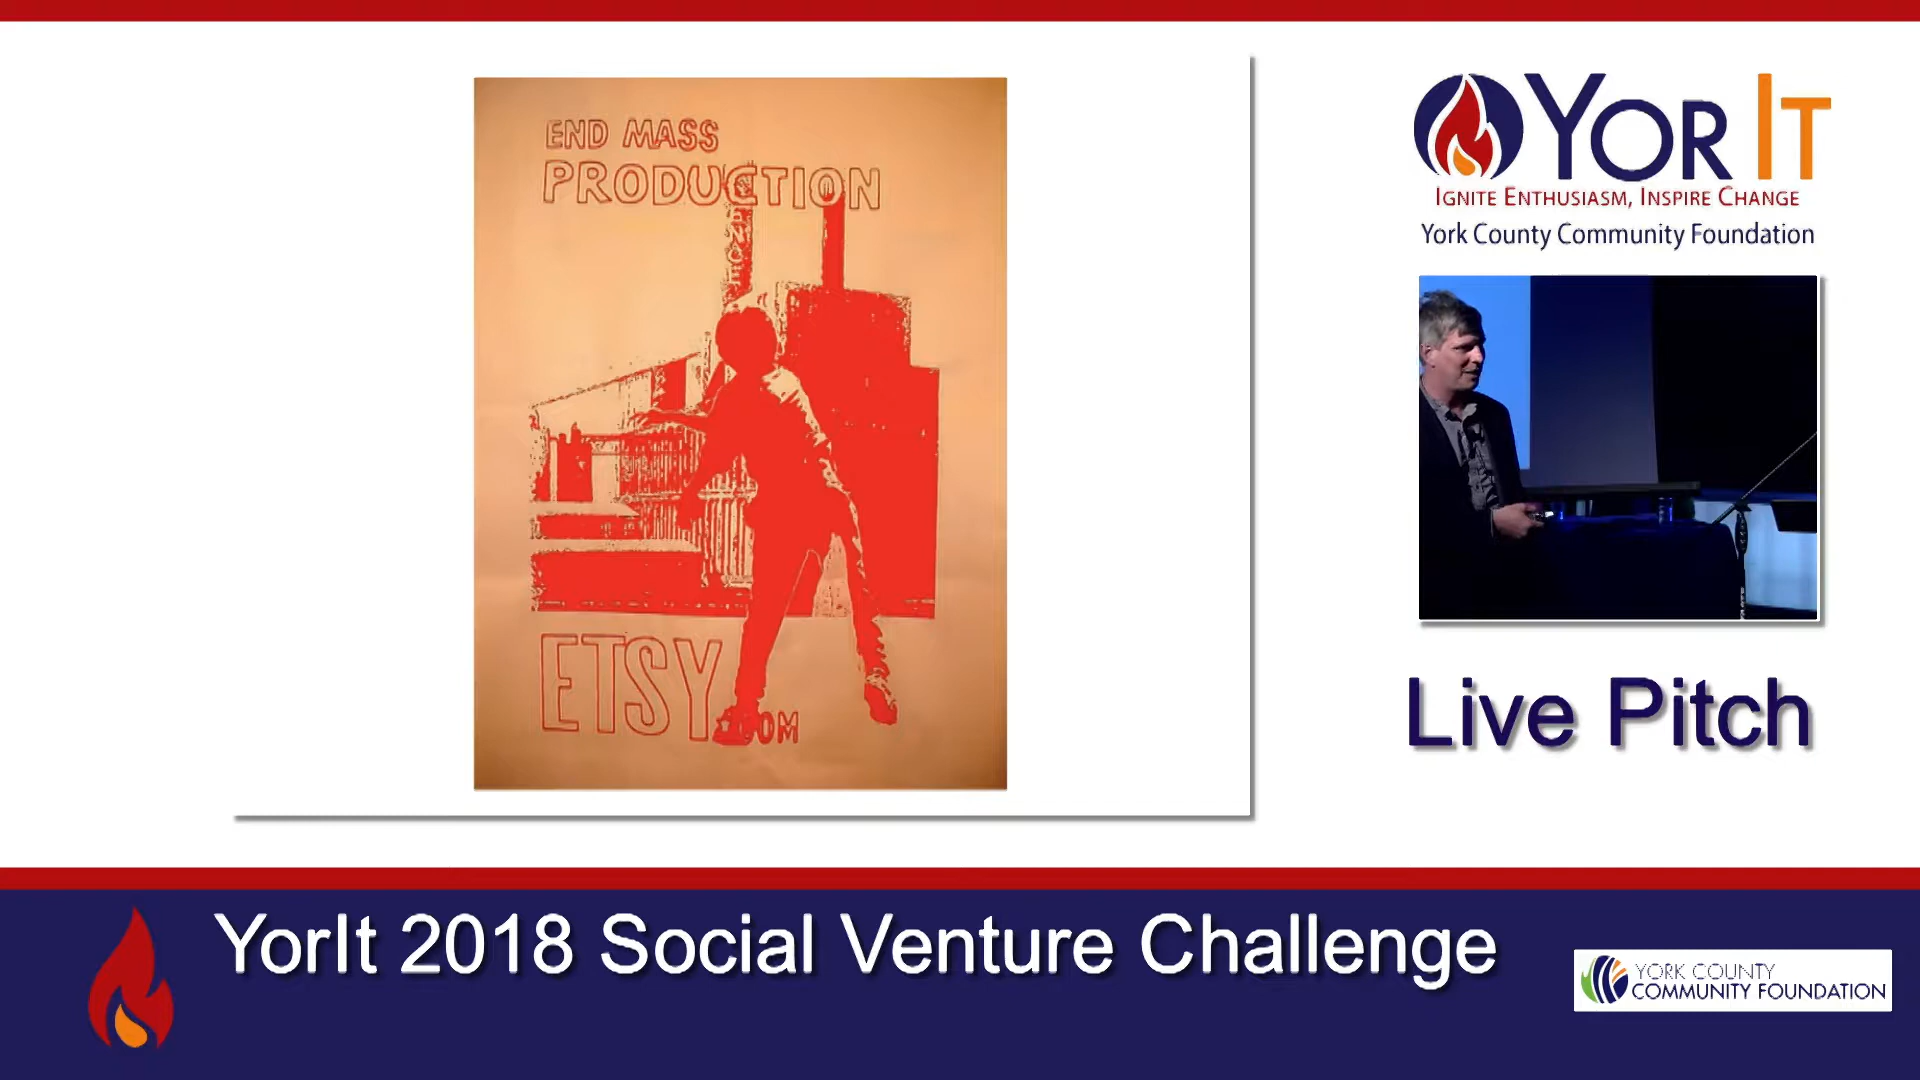 END MASS
PRODUCTION
ETSY
.COM
YOR IT
IGNITE ENTHUSIASM, INSPIRE CHANGE
York County Community Foundation
Live Pitch
YorIt 2018 Social Venture Challenge
YORK COUNTY
COMMUNITY FOUNDATION